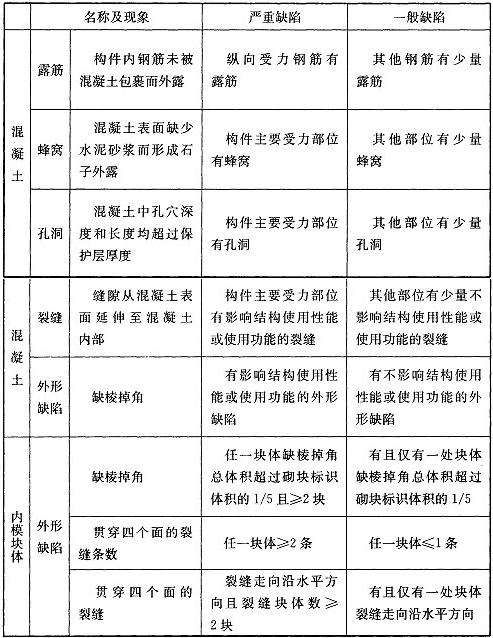 名称及现象 严重缺陷 一般缺陷
混凝土
露筋
构件内钢筋未被
混凝土包裹而外露
纵向受力钢筋有
露筋
其他钢筋有少量
露筋
蜂窝
混凝土表面缺少
水泥砂浆而形成石
子外露
构件主要受力部位
有蜂窝
其他部位有少量
蜂窝
孔洞
混凝土中孔穴深
度和长度均超过保
护层厚度
构件主要受力部位
有孔洞
其他部位有少量
孔洞
混凝土
裂缝
缝隙从混凝土表
面延伸至混凝土
内部
构件主要受力部位
有影响结构使用性能
或使用功能的裂缝
其他部位有少量不
影响结构使用性能或
使用功能的裂缝
外形
缺陷
缺棱掉角
有影响结构使用性
能或使用功能的外形
缺陷
有不影响结构使用
性能或使用功能的外
形缺陷
内模块体
外形
缺陷
缺棱掉角
任一块体缺棱掉角
总体积超过砌块标识
体积的1/5且≥2块
有且仅有一处块体
缺棱掉角总体积超过
砌块标识体积的1/5
贯穿四个面的裂
缝条数
任一块体≥2条
任一块体≤1条
贯穿四个面的
裂缝
裂缝走向沿水平方
向且裂缝块体数≥
2块
有且仅有一处块体
裂缝走向沿水平方向